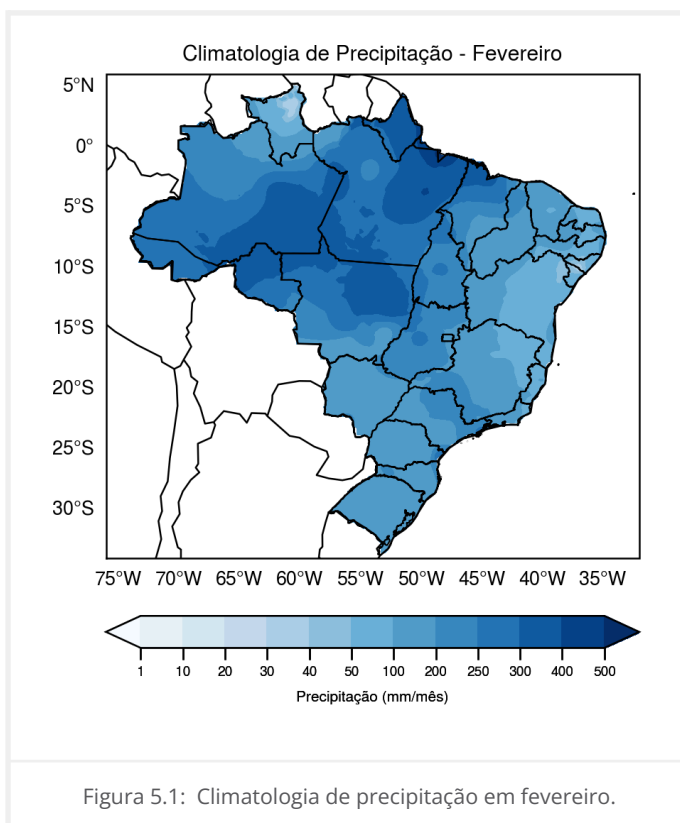 Climatologia de Precipitação - Fevereiro
5°N
0°
5°S
10°S
15°S
20°S
25°S
30°S
75°W 70°W 65°W 60°W 55°W 50°W 45°W 40°W 35°W
1 10 20 30 40 50 100 200 250 300 400 500
Precipitação (mm/mês)
Figura 5.1: Climatologia de precipitação em fevereiro.